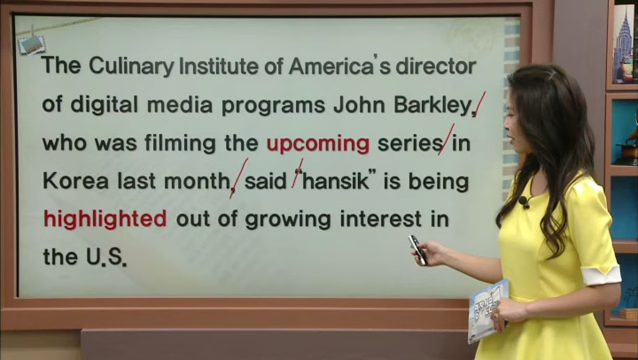 The Culinary Institute of America's director
of digital media programs John Barkley,
who was filming the upcoming series in
Korea last month, said "hansik" is being
highlighted out of growing interest in
the U.S.